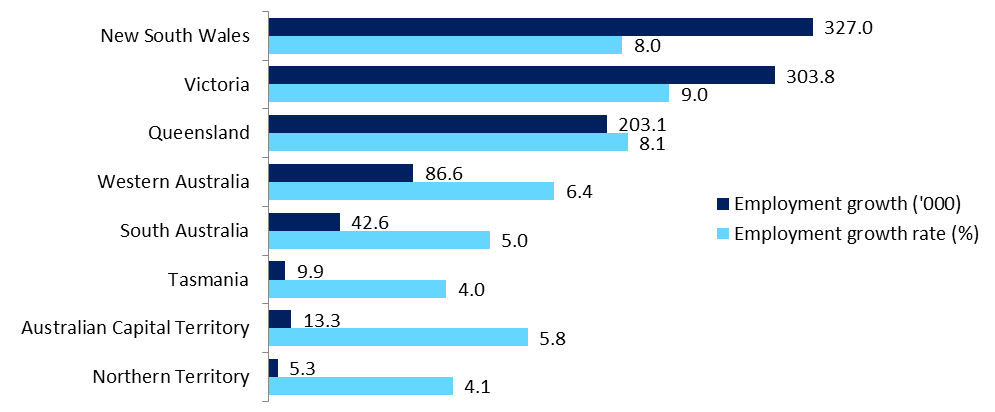 New South Wales
327.0
8.0
Victoria
303.8
9.0
Queensland
203.1
8.1
Western Australia
86.6
6.4
South Australia
42.6
5.0
Tasmania
9.9
4.0
Australian Capital Territory
13.3
5.8
Northern Territory
5.3
4.1
Employment growth ('000)
Employment growth rate (%)